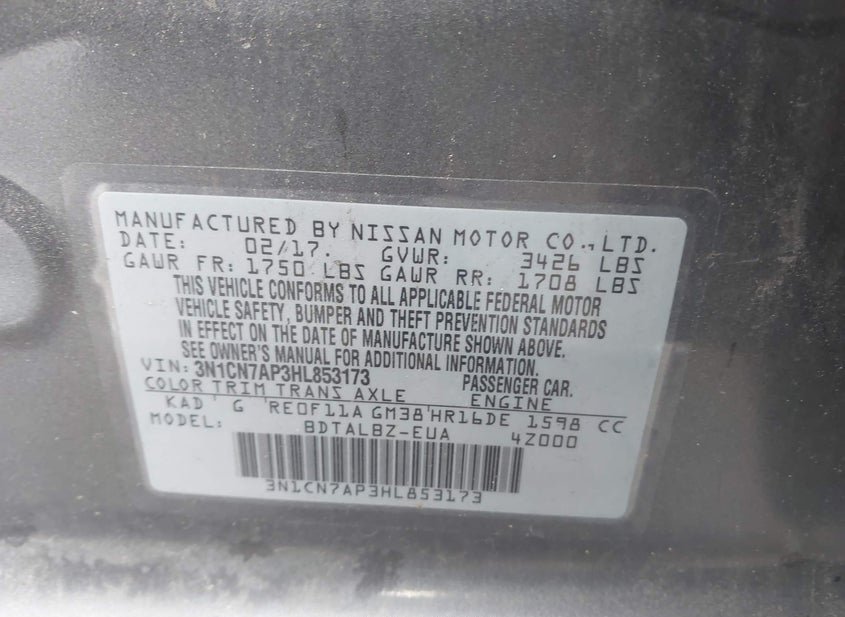 MANUFACTURED BY NISSAN MOTOR CO.,LTD.
DATE: 02/17. GVWR: 3426 LBS
GAWR FR: 1750 LBS GAWR RR: 1708 LBS
THIS VEHICLE CONFORMS TO ALL APPLICABLE FEDERAL MOTOR
VEHICLE SAFETY, BUMPER AND THEFT PREVENTION STANDARDS
IN EFFECT ON THE DATE OF MANUFACTURE SHOWN ABOVE.
SEE OWNER'S MANUAL FOR ADDITIONAL INFORMATION
VIN: 3N1CN7AP3HL853173 PASSENGER CAR.
COLOR TRIM TRANS AXLE ENGINE
KAD ' G 'RE0F11A GM38'HR16DE 1598 CC
MODEL: BDTALBZ-EUA 4Z000
3N1CN7AP3HL853173